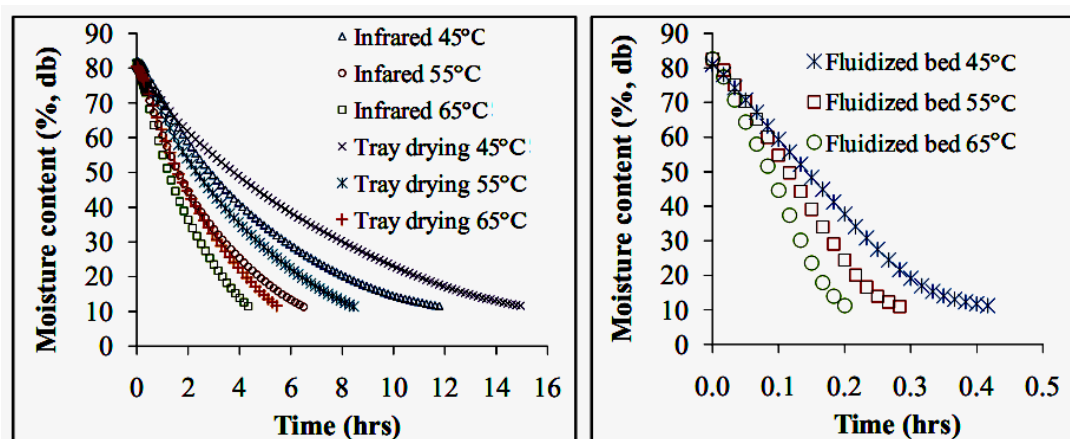 Moisture content (%, db)
90
80
70
60
50
40
30
20
10
0
0 2 4 6 8 10 12 14 16
Time (hrs)
Infrared 45°C
Infared 55°C
Infrared 65°C
Tray drying 45°C
Tray drying 55°C
Tray drying 65°C
Moisture content (%, db)
90
80
70
60
50
40
30
20
10
0
0.0 0.1 0.2 0.3 0.4 0.5
Time (hrs)
Fluidized bed 45°C
Fluidized bed 55°C
Fluidized bed 65°C